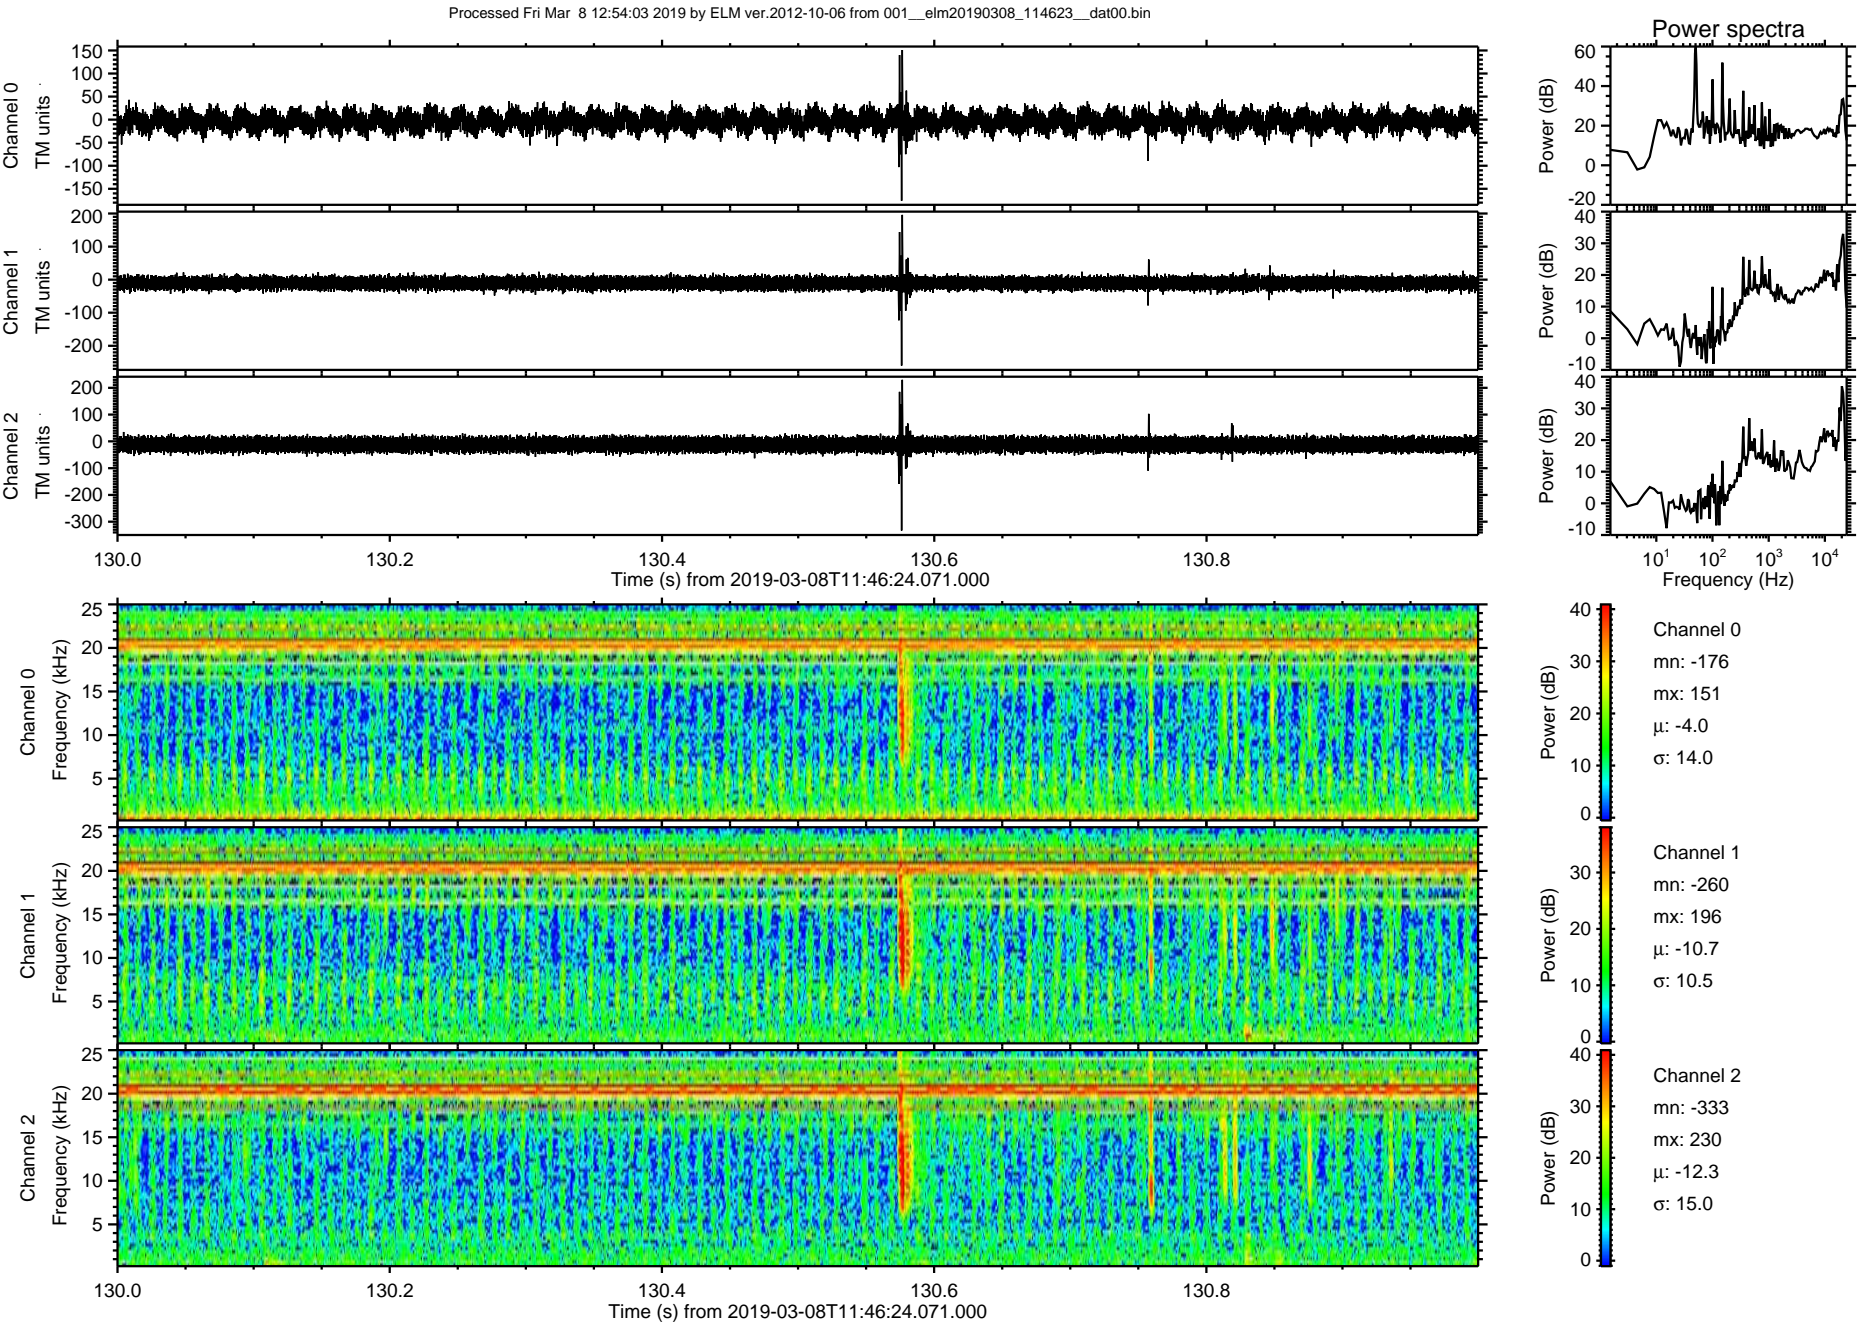 Processed Fri Mar  8 12:54:03 2019 by ELM ver.2012-10-06 from 001__elm20190308_114623__dat00.bin
Power spectra
Channel 0
TM units
150
100
50
0
-50
-100
-150
Power (dB)
60
40
20
0
-20
Channel 1
TM units
200
100
0
-100
-200
Power (dB)
40
30
20
10
0
-10
Channel 2
TM units
200
100
0
-100
-200
-300
Power (dB)
40
30
20
10
0
-10
130.0 130.2 130.4 130.6 130.8
Time (s) from 2019-03-08T11:46:24.071.000
10^1 10^2 10^3 10^4
Frequency (Hz)
Channel 0
Frequency (kHz)
25
20
15
10
5
Power (dB)
40
30
20
10
0
Channel 0
mn: -176
mx: 151
μ: -4.0
σ: 14.0
Channel 1
Frequency (kHz)
25
20
15
10
5
Power (dB)
30
20
10
0
Channel 1
mn: -260
mx: 196
μ: -10.7
σ: 10.5
Channel 2
Frequency (kHz)
25
20
15
10
5
Power (dB)
40
30
20
10
0
Channel 2
mn: -333
mx: 230
μ: -12.3
σ: 15.0
130.0 130.2 130.4 130.6 130.8
Time (s) from 2019-03-08T11:46:24.071.000